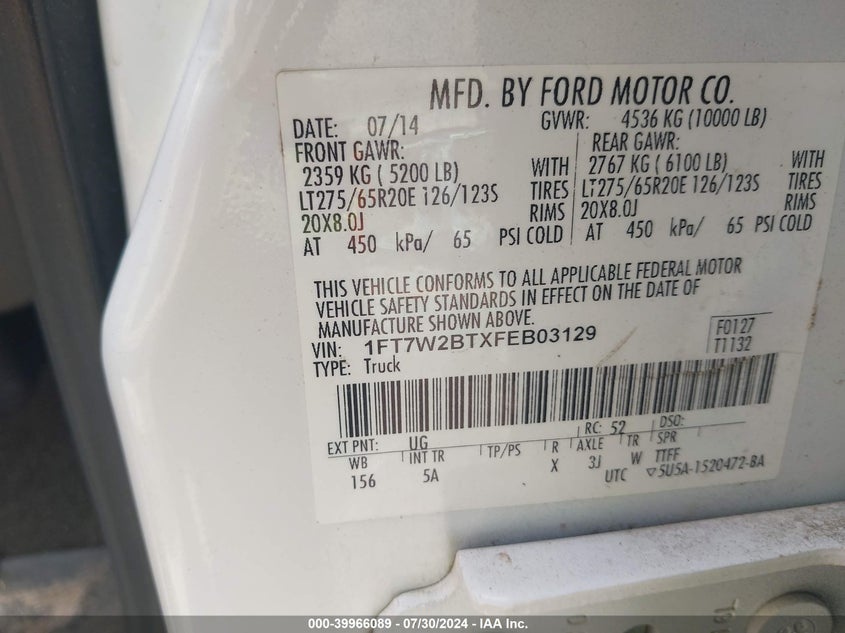 MFD. BY FORD MOTOR CO.
DATE: 07/14 GVWR: 4536 KG (10000 LB)
FRONT GAWR: REAR GAWR:
2359 KG ( 5200 LB) WITH 2767 KG ( 6100 LB) WITH
LT275/65R20E 126/123S TIRES LT275/65R20E 126/123S TIRES
20X8.0J RIMS 20X8.0J RIMS
AT 450 kPa/ 65 PSI COLD AT 450 kPa/ 65 PSI COLD
THIS VEHICLE CONFORMS TO ALL APPLICABLE FEDERAL MOTOR
VEHICLE SAFETY STANDARDS IN EFFECT ON THE DATE OF
MANUFACTURE SHOWN ABOVE.
VIN: 1FT7W2BTXFEB03129 F0127
TYPE: Truck T1132
EXT PNT: UG RC: 52 DSO:
WB INT TR TP/PS R AXLE TR SPR
156 5A X 3J W TTFF
UTC ▽5U5A-1520472-BA
000-39966089 - 07/30/2024 - IAA Inc.